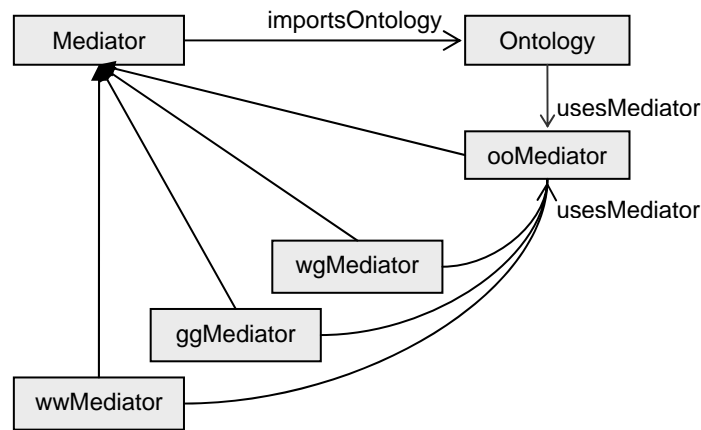 importsOntology
Mediator
Ontology
usesMediator
ooMediator
usesMediator
wgMediator
ggMediator
wwMediator